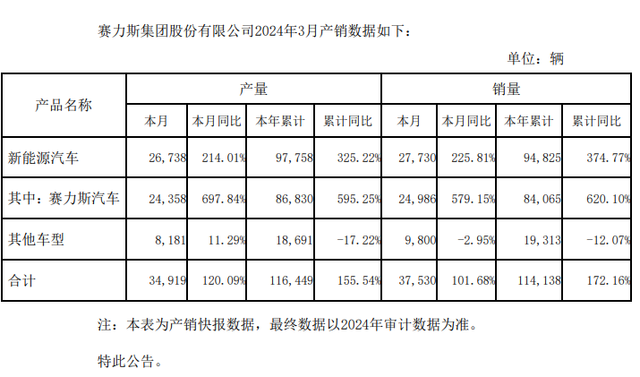 赛力斯集团股份有限公司2024年3月产销数据如下：
单位：辆
产品名称 产量 销量
本月 本月同比 本年累计 累计同比 本月 本月同比 本年累计 累计同比
新能源汽车 26,738 214.01% 97,758 325.22% 27,730 225.81% 94,825 374.77%
其中：赛力斯汽车 24,358 697.84% 86,830 595.25% 24,986 579.15% 84,065 620.10%
其他车型 8,181 11.29% 18,691 -17.22% 9,800 -2.95% 19,313 -12.07%
合计 34,919 120.09% 116,449 155.54% 37,530 101.68% 114,138 172.16%
注：本表为产销快报数据，最终数据以2024年审计数据为准。
特此公告。